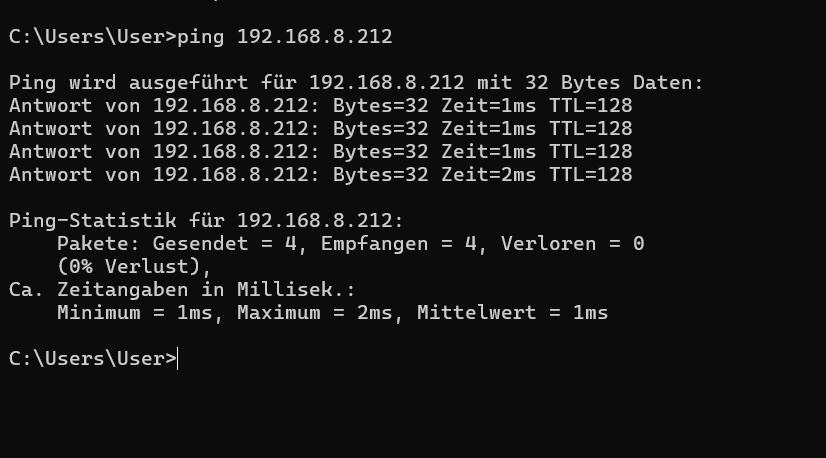 C:\Users\User>ping 192.168.8.212
Ping wird ausgeführt für 192.168.8.212 mit 32 Bytes Daten:
Antwort von 192.168.8.212: Bytes=32 Zeit=1ms TTL=128
Antwort von 192.168.8.212: Bytes=32 Zeit=1ms TTL=128
Antwort von 192.168.8.212: Bytes=32 Zeit=1ms TTL=128
Antwort von 192.168.8.212: Bytes=32 Zeit=2ms TTL=128
Ping-Statistik für 192.168.8.212:
    Pakete: Gesendet = 4, Empfangen = 4, Verloren = 0
    (0% Verlust),
Ca. Zeitangaben in Millisek.:
    Minimum = 1ms, Maximum = 2ms, Mittelwert = 1ms
C:\Users\User>